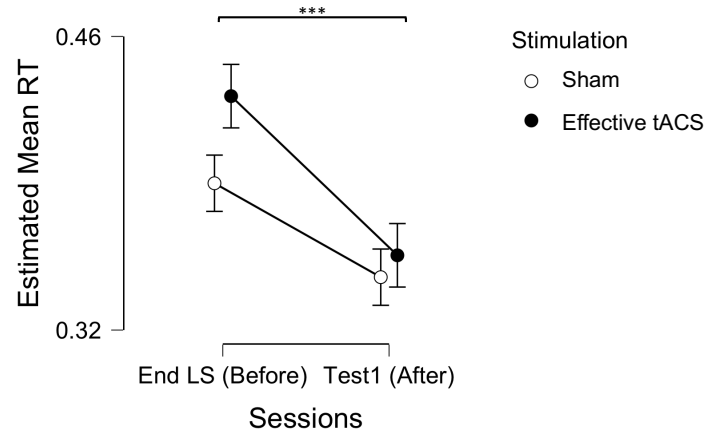 ***
0.46
Estimated Mean RT
0.32
End LS (Before) Test1 (After)
Sessions
Stimulation
Sham
Effective tACS